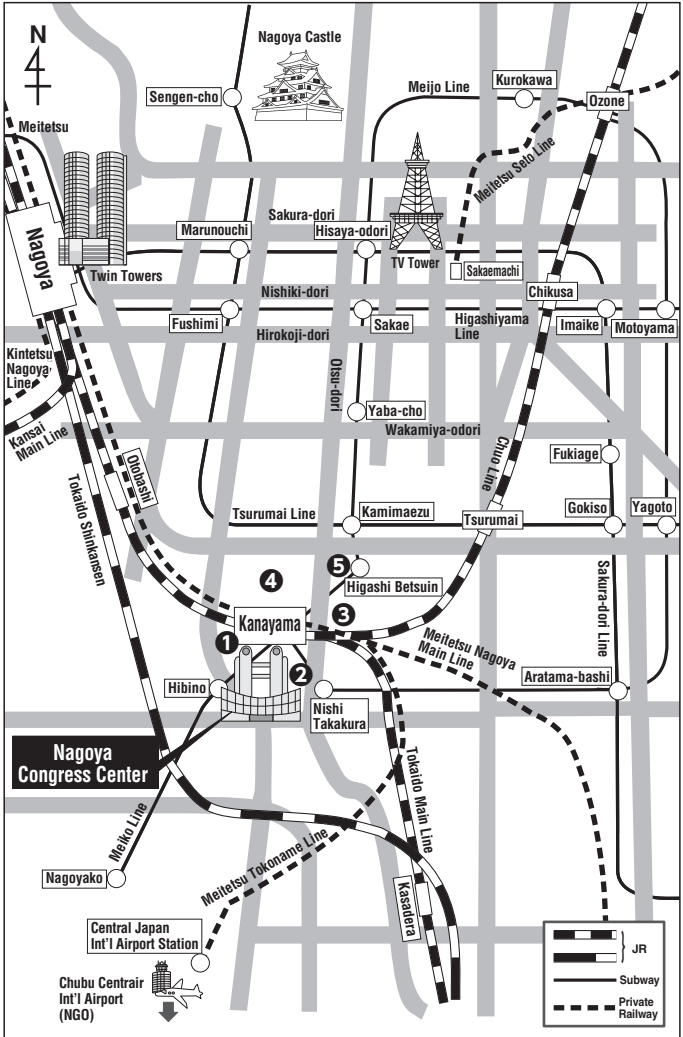 N
Nagoya Castle
Sengen-cho
Meijo Line
Kurokawa
Ozone
Meitetsu
Meitetsu Seto Line
Sakura-dori
Marunouchi
Hisaya-odori
Nagoya
Twin Towers
TV Tower
Sakaemachi
Nishiki-dori
Chikusa
Fushimi
Sakae
Higashiyama
Line
Imaike
Motoyama
Hirokoji-dori
Kintetsu
Nagoya
Line
Otsu-dori
Kansai
Main Line
Yaba-cho
Wakamiya-odori
Chuo Line
Fukiage
Otobashi
Tokaido Shinkansen
Tsurumai Line
Kamimaezu
Tsurumai
Gokiso
Yagoto
5
4
Higashi Betsuin
Sakura-dori Line
3
Kanayama
1
2
Meitetsu Nagoya
Main Line
Aratama-bashi
Hibino
Nishi
Takakura
Nagoya
Congress Center
Tokaido Main Line
Meiko Line
Meitetsu Tokoname Line
Nagoyako
Kasadera
Central Japan
Int'l Airport Station
Chubu Centrair
Int'l Airport
(NGO)
JR
Subway
Private
Railway